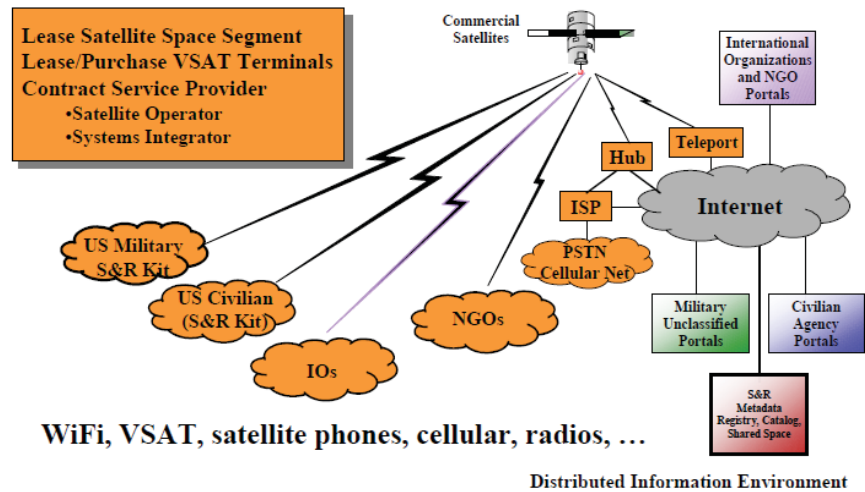 Lease Satellite Space Segment
Lease/Purchase VSAT Terminals
Contract Service Provider
•Satellite Operator
•Systems Integrator
Commercial
Satellites
International
Organizations
and NGO
Portals
Teleport
Hub
ISP
Internet
PSTN
Cellular Net
US Military
S&R Kit
US Civilian
(S&R Kit)
IOs
NGOs
Military
Unclassified
Portals
Civilian
Agency
Portals
S&R
Metadata
Registry, Catalog,
Shared Space
WiFi, VSAT, satellite phones, cellular, radios, …
Distributed Information Environment